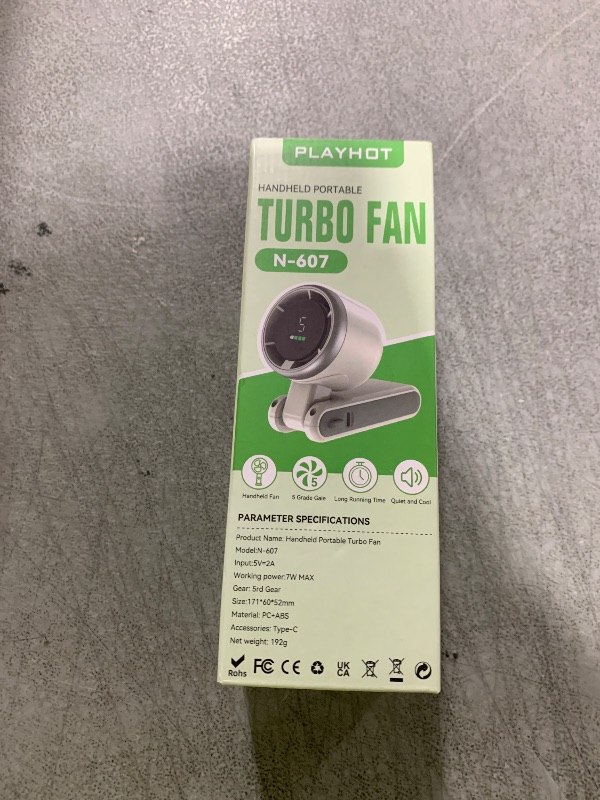 PLAYHOT
HANDHELD PORTABLE
TURBO FAN
N-607
5
5
Handheld Fan
5 Grade Gale
Long Running Time
Quiet and Cool
PARAMETER SPECIFICATIONS
Product Name: Handheld Portable Turbo Fan
Model:N-607
Input:5V=2A
Working power:7W MAX
Gear: 5rd Gear
Size:171*60*52mm
Material: PC+ABS
Accessories: Type-C
Net weight: 192g
Rohs
FC CE UK
CA